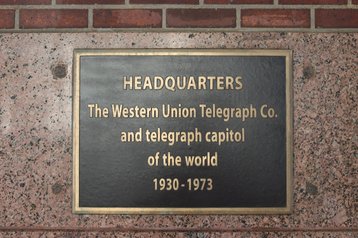 HEADQUARTERS
The Western Union Telegraph Co.
and telegraph capitol
of the world
1930-1973